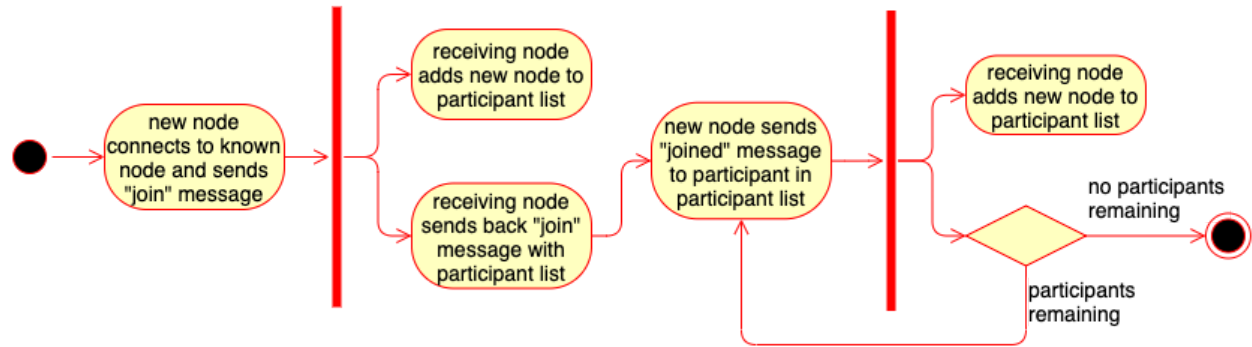 new node
connects to known
node and sends
"join" message
receiving node
adds new node to
participant list
receiving node
sends back "join"
message with
participant list
new node sends
"joined" message
to participant in
participant list
receiving node
adds new node to
participant list
no participants
remaining
participants
remaining